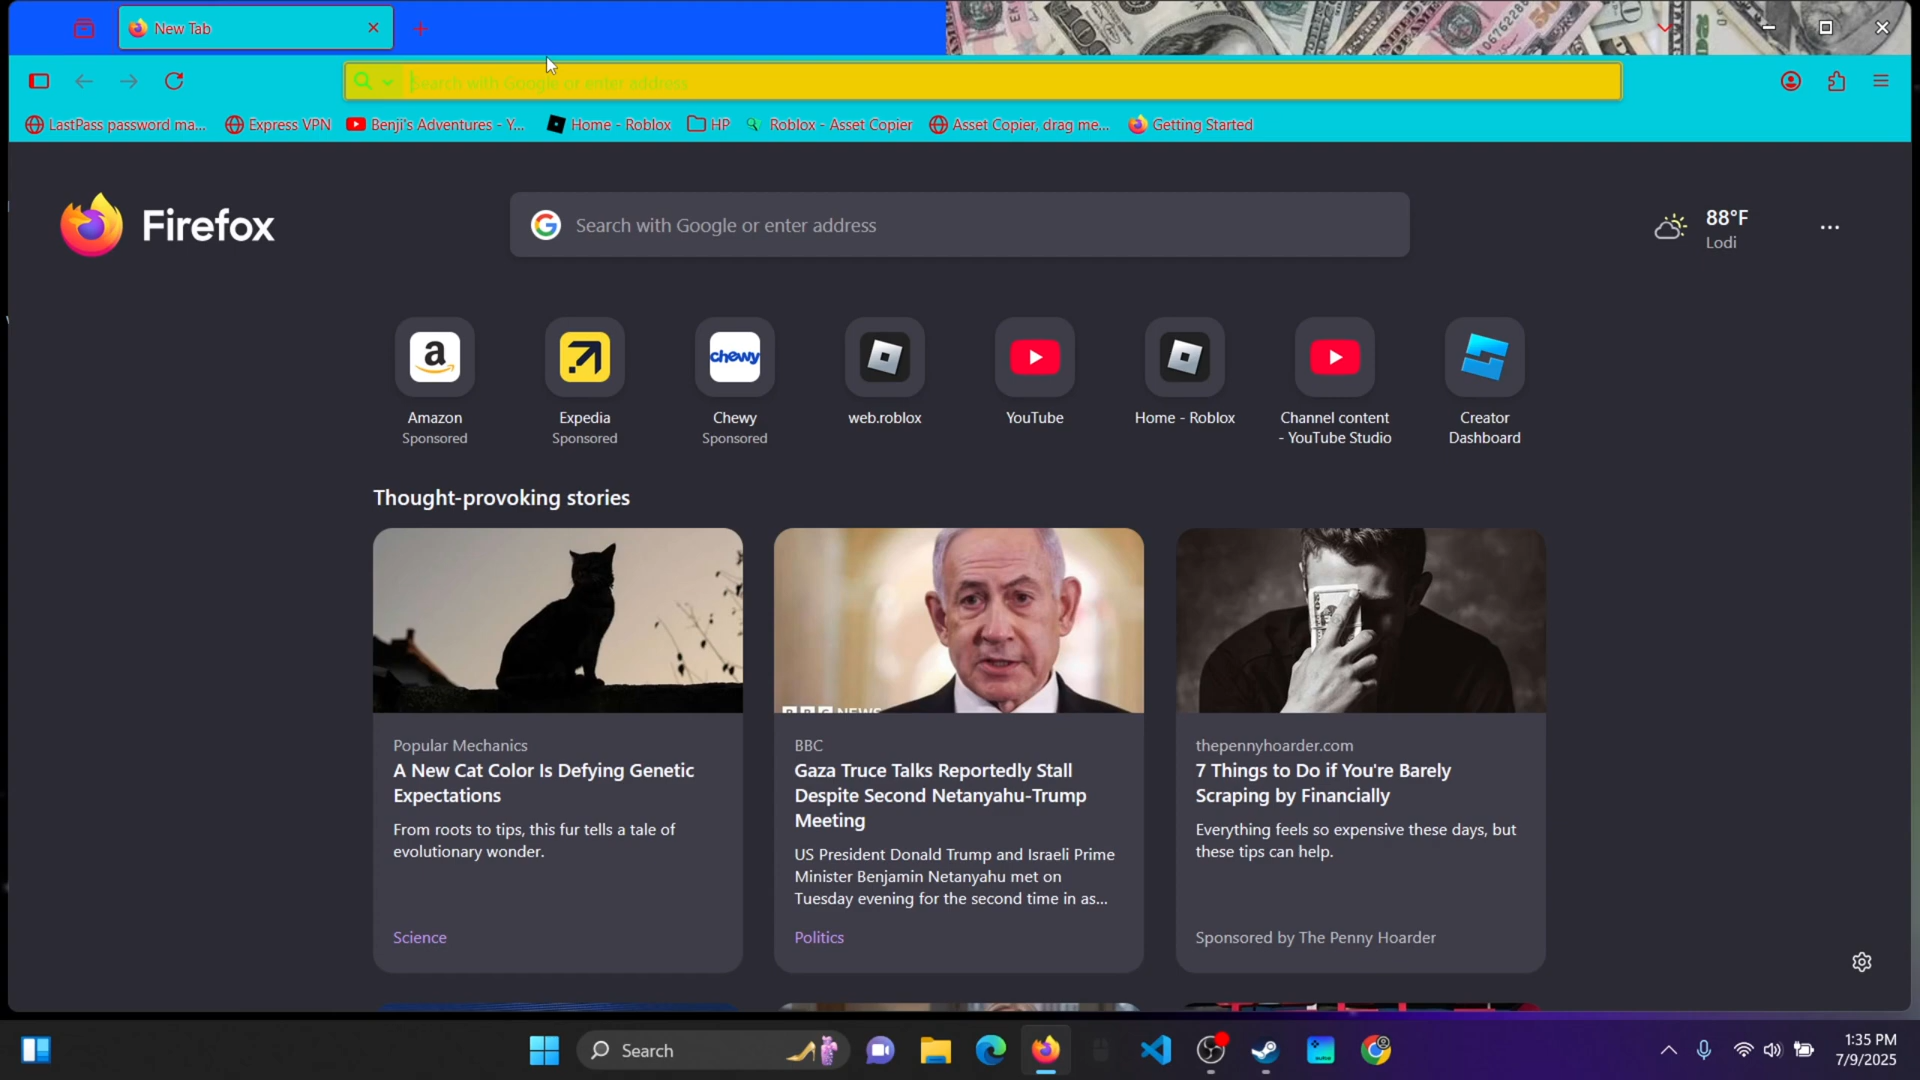 New Tab
Search with Google or enter address
LastPass password ma... Express VPN Benji's Adventures - Y... Home - Roblox HP Roblox - Asset Copier Asset Copier, drag me... Getting Started
Firefox
Search with Google or enter address
88°F
Lodi
Amazon
Sponsored
Expedia
Sponsored
chewy
Chewy
Sponsored
web.roblox
YouTube
Home - Roblox
Channel content
- YouTube Studio
Creator
Dashboard
Thought-provoking stories
Popular Mechanics
A New Cat Color Is Defying Genetic
Expectations
From roots to tips, this fur tells a tale of
evolutionary wonder.
Science
BBC NEWS
BBC
Gaza Truce Talks Reportedly Stall
Despite Second Netanyahu-Trump
Meeting
US President Donald Trump and Israeli Prime
Minister Benjamin Netanyahu met on
Tuesday evening for the second time in as...
Politics
thepennyhoarder.com
7 Things to Do if You're Barely
Scraping by Financially
Everything feels so expensive these days, but
these tips can help.
Sponsored by The Penny Hoarder
Search
1:35 PM
7/9/2025